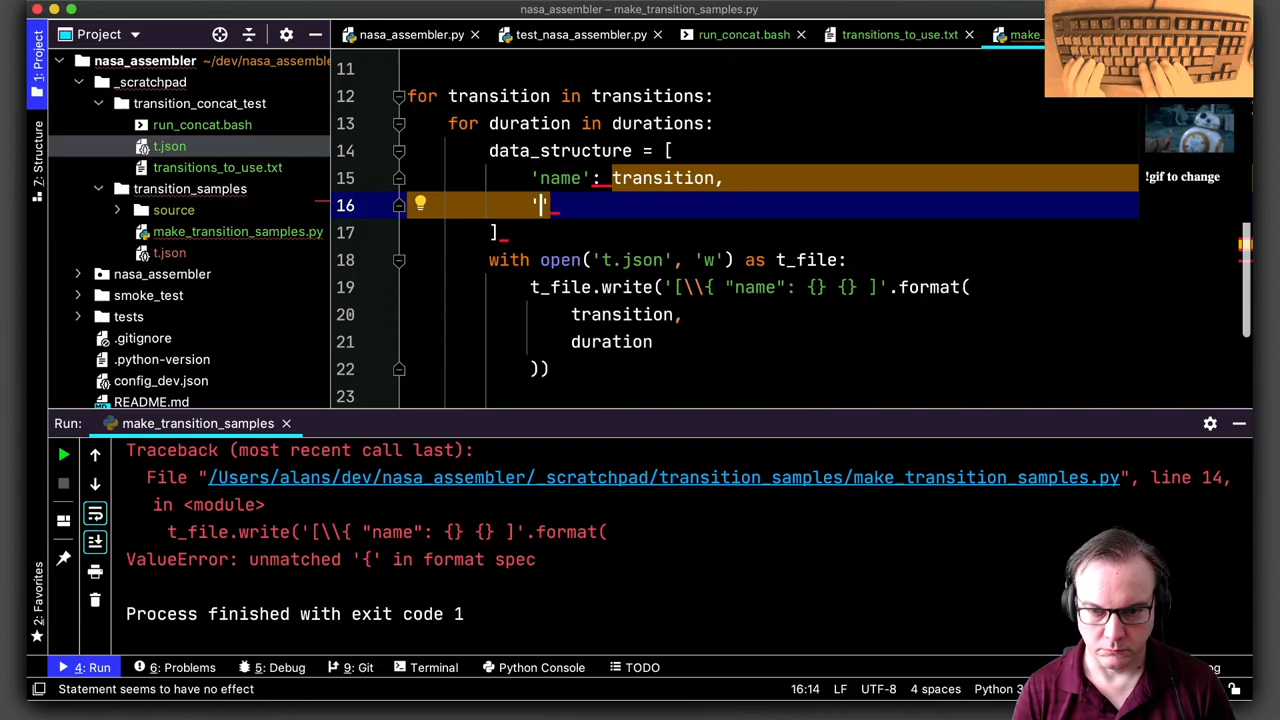 nasa_assembler – make_transition_samples.py
Project
nasa_assembler.py
test_nasa_assembler.py
run_concat.bash
transitions_to_use.txt
make_
1: Project
7: Structure
2: Favorites
nasa_assembler ~/dev/nasa_assemble
_scratchpad
transition_concat_test
run_concat.bash
t.json
transitions_to_use.txt
transition_samples
source
make_transition_samples.py
t.json
nasa_assembler
smoke_test
tests
.gitignore
.python-version
config_dev.json
README.md
11
12 for transition in transitions:
13 for duration in durations:
14 data_structure = [
15 'name': transition,
16 ''
17 ]
18 with open('t.json', 'w') as t_file:
19 t_file.write('[\\{ "name": {} {} ]'.format(
20 transition,
21 duration
22 ))
23
!gif to change
Run: make_transition_samples
Traceback (most recent call last):
File "/Users/alans/dev/nasa_assembler/_scratchpad/transition_samples/make_transition_samples.py", line 14,
in <module>
t_file.write('[\\{ "name": {} {} ]'.format(
ValueError: unmatched '{' in format spec
Process finished with exit code 1
4: Run 6: Problems 5: Debug 9: Git Terminal Python Console TODO
Statement seems to have no effect 16:14 LF UTF-8 4 spaces Python 3